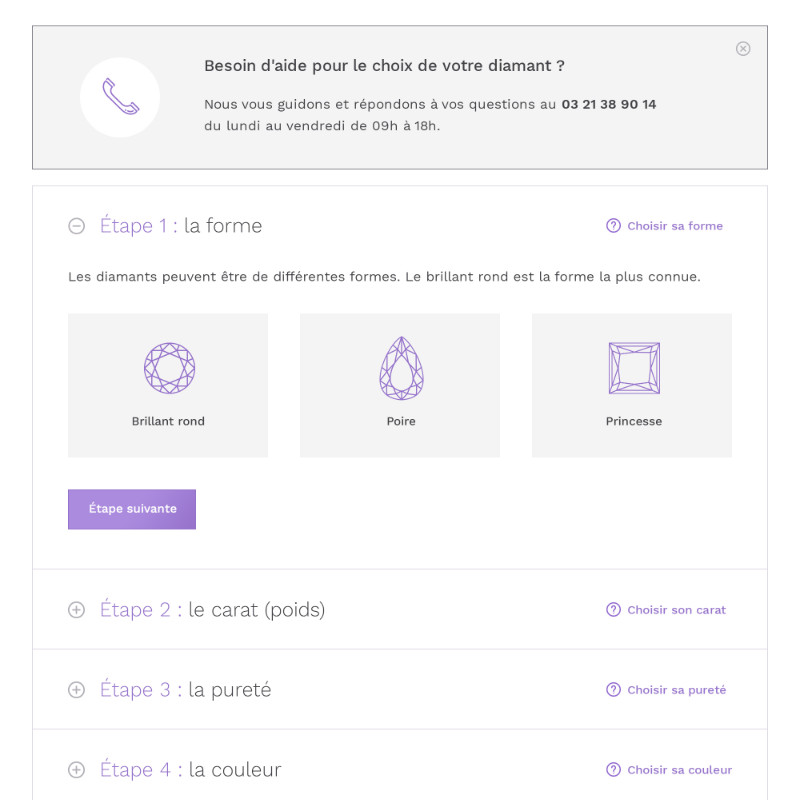 Besoin d'aide pour le choix de votre diamant ?
Nous vous guidons et répondons à vos questions au 03 21 38 90 14
du lundi au vendredi de 09h à 18h.
Étape 1 : la forme
Choisir sa forme
Les diamants peuvent être de différentes formes. Le brillant rond est la forme la plus connue.
Brillant rond
Poire
Princesse
Étape suivante
Étape 2 : le carat (poids)
Choisir son carat
Étape 3 : la pureté
Choisir sa pureté
Étape 4 : la couleur
Choisir sa couleur